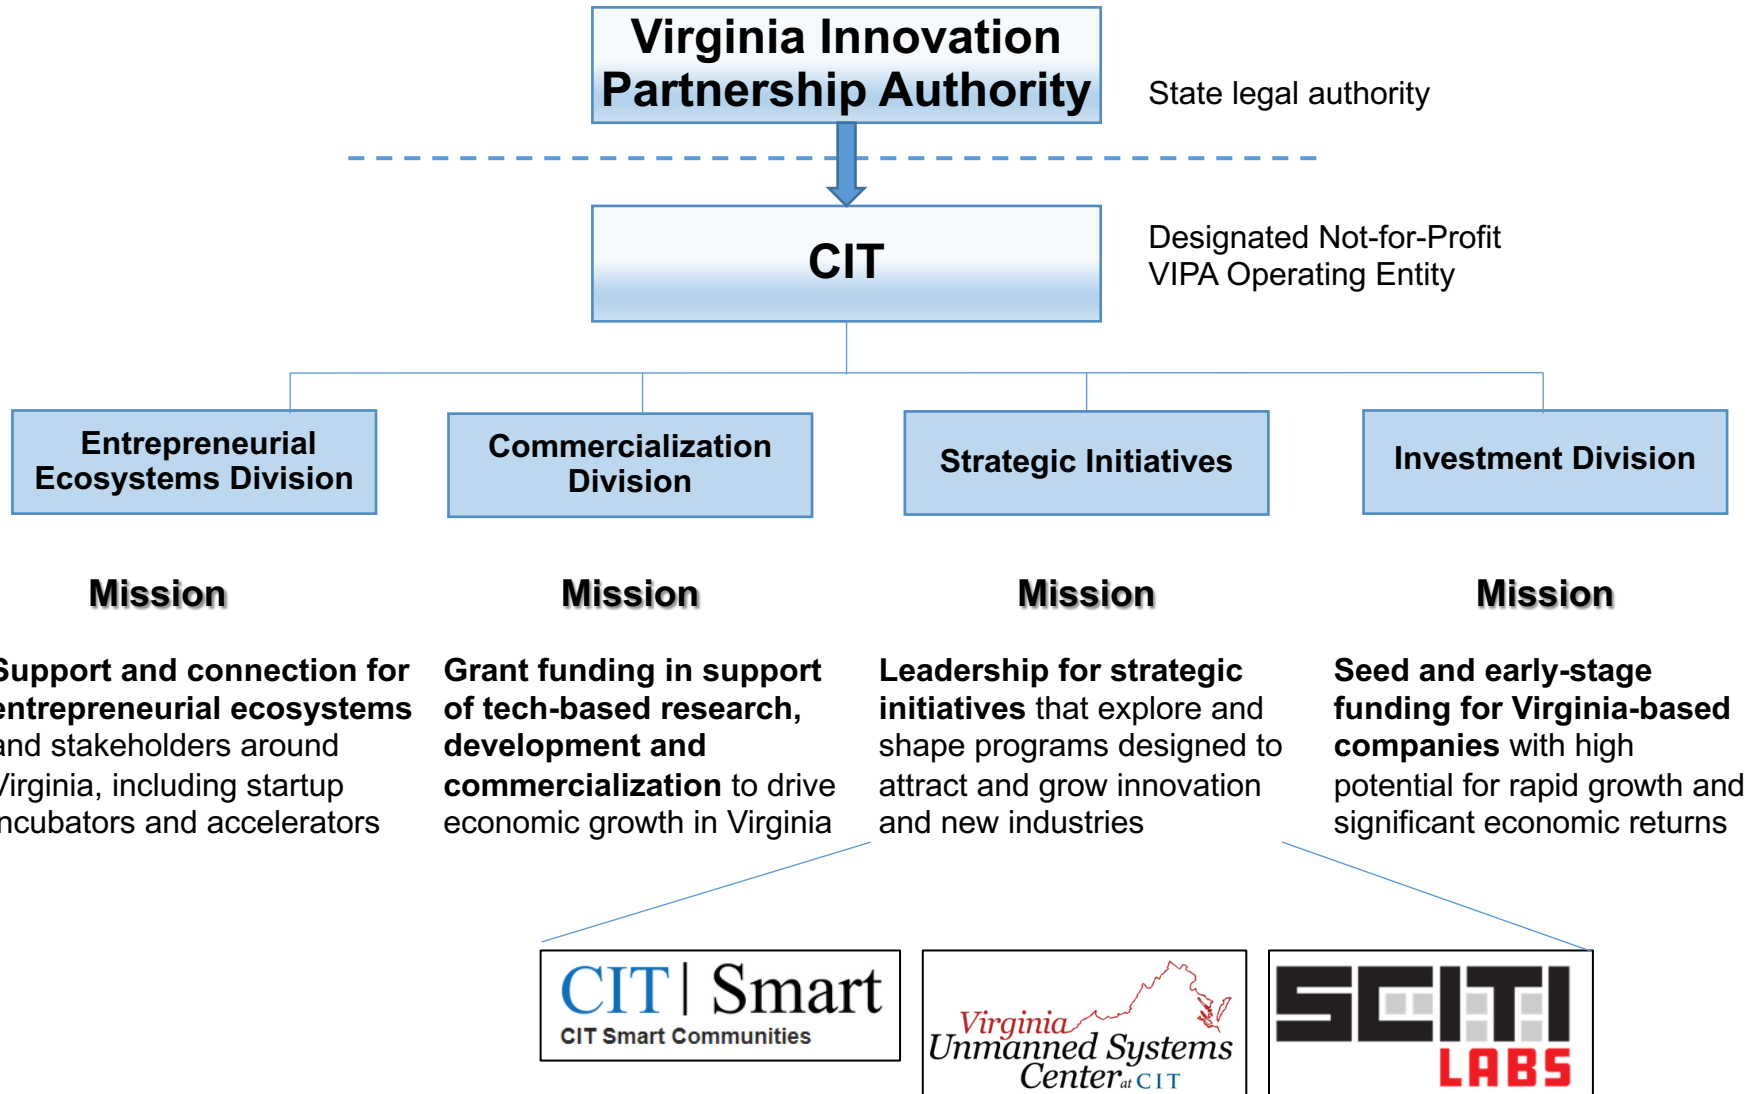 Virginia Innovation
Partnership Authority
State legal authority
CIT
Designated Not-for-Profit
VIPA Operating Entity
Entrepreneurial
Ecosystems Division
Commercialization
Division
Strategic Initiatives
Investment Division
Mission
Mission
Mission
Mission
Support and connection for
entrepreneurial ecosystems
and stakeholders around
Virginia, including startup
incubators and accelerators
Grant funding in support
of tech-based research,
development and
commercialization to drive
economic growth in Virginia
Leadership for strategic
initiatives that explore and
shape programs designed to
attract and grow innovation
and new industries
Seed and early-stage
funding for Virginia-based
companies with high
potential for rapid growth and
significant economic returns
CIT | Smart
CIT Smart Communities
Virginia
Unmanned Systems
Center at CIT
SCITI
LABS